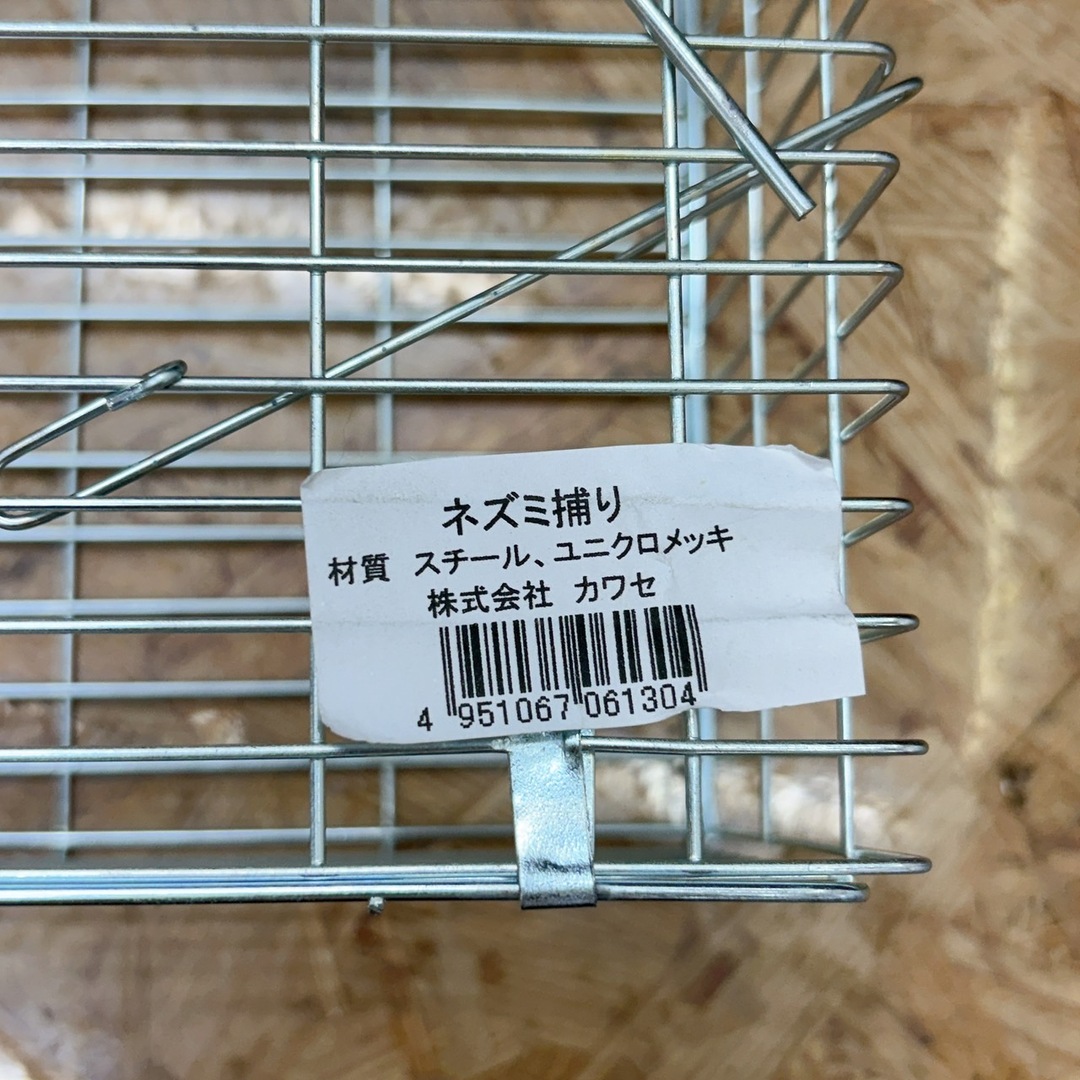 ネズミ捕り
材質 スチール、ユニクロメッキ
株式会社 カワセ
4 951067 061304